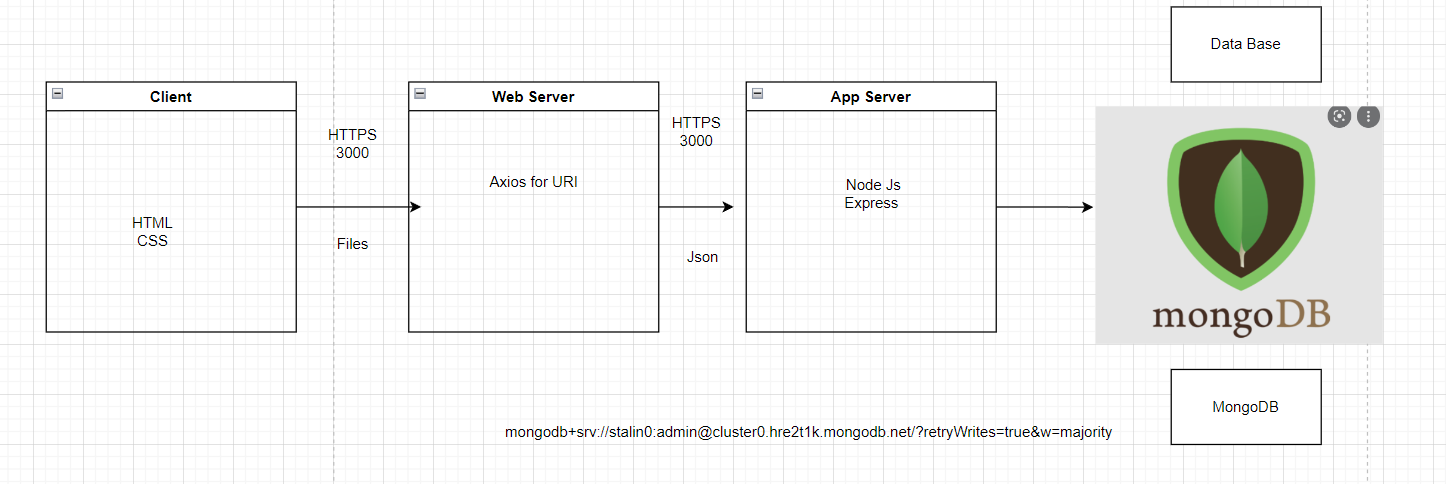 Data Base
Client
Web Server
App Server
HTTPS
3000
HTTPS
3000
Axios for URI
Node Js
Express
HTML
CSS
Files
Json
mongoDB
MongoDB
mongodb+srv://stalin0:admin@cluster0.hre2t1k.mongodb.net/?retryWrites=true&w=majority